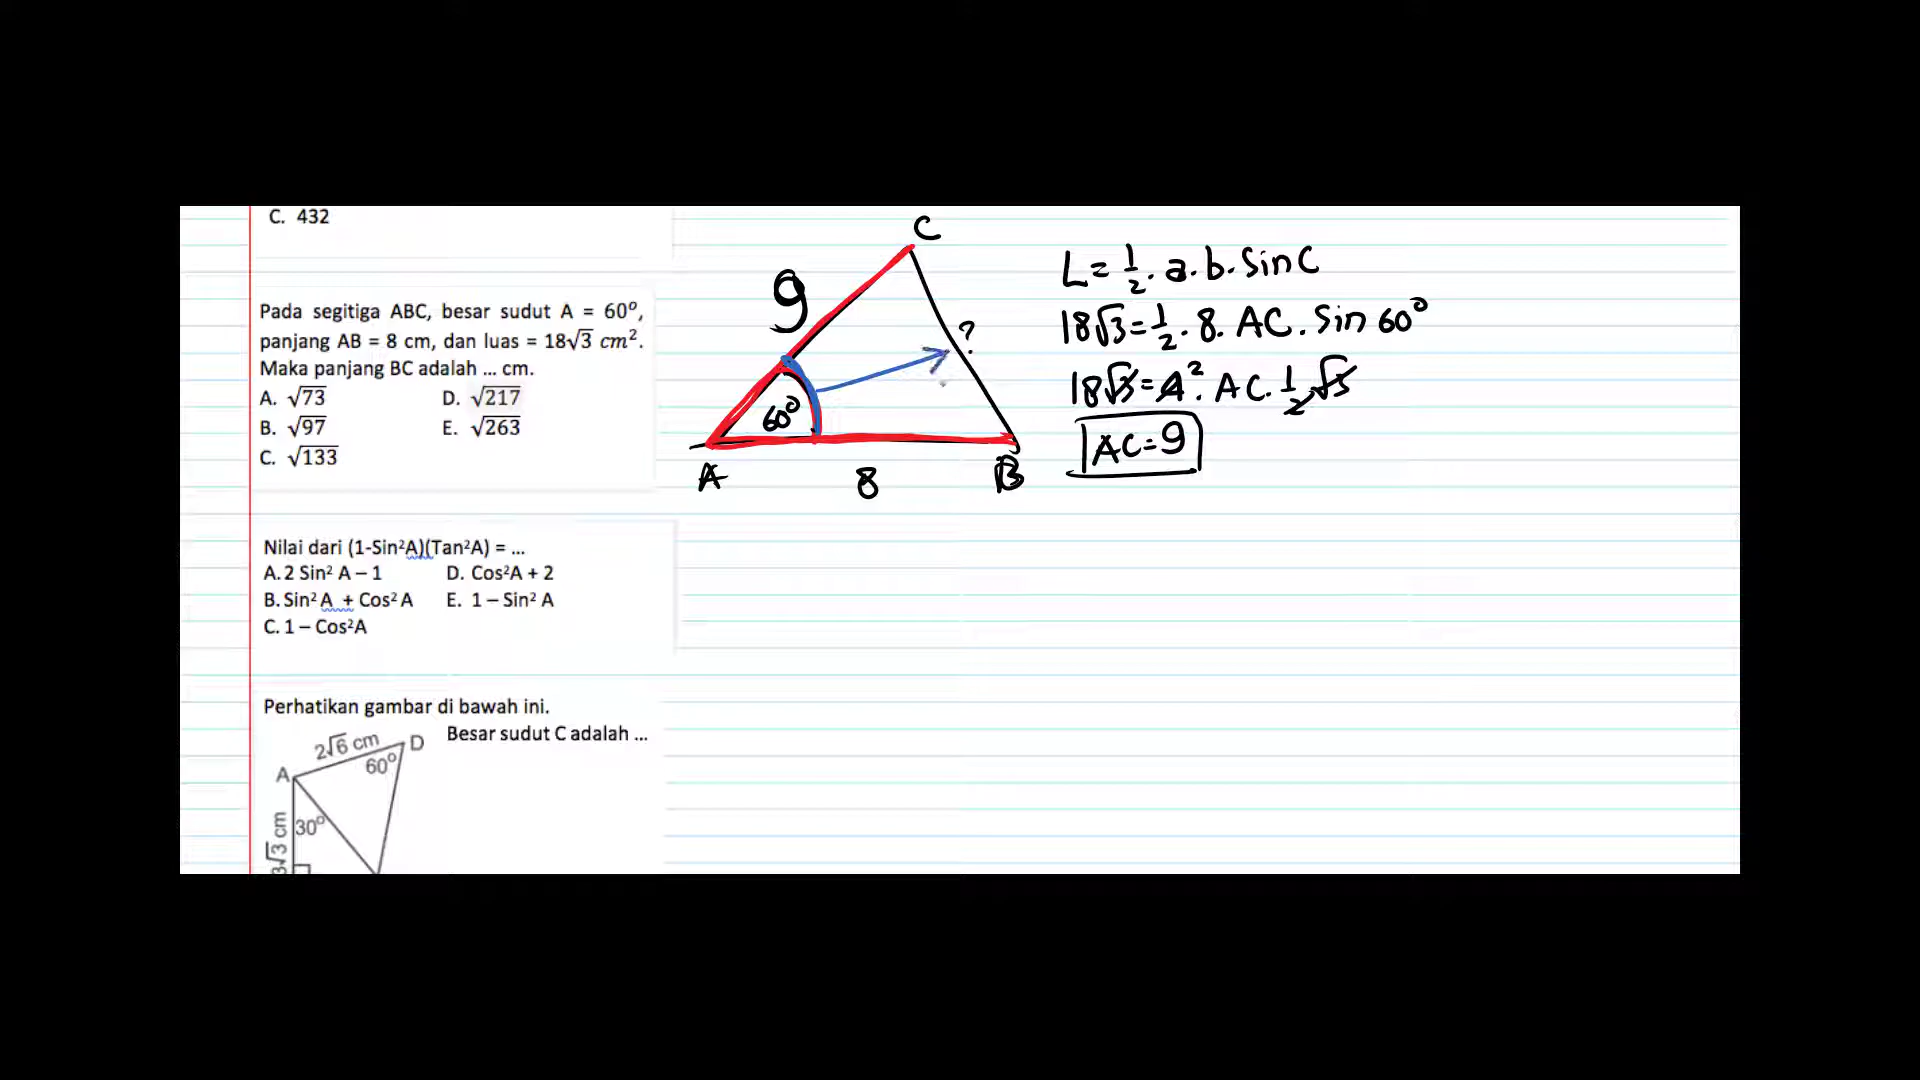 C. 432
Pada segitiga ABC, besar sudut A = 60°,
panjang AB = 8 cm, dan luas = 18√3 cm².
Maka panjang BC adalah ... cm.
A. √73 D. √217
B. √97 E. √263
C. √133
C
9
?
60°
A
8
B
L = 1/2 . a . b . Sin C
18√3 = 1/2 . 8 . AC . Sin 60°
18√3 = 4² . AC . 1/2 √3
AC = 9
Nilai dari (1-Sin²A)(Tan²A) = ...
A. 2 Sin² A – 1 D. Cos²A + 2
B. Sin² A + Cos² A E. 1 – Sin² A
C. 1 – Cos²A
Perhatikan gambar di bawah ini.
Besar sudut C adalah ...
2√6 cm
D
60°
A
30°
3√3 cm